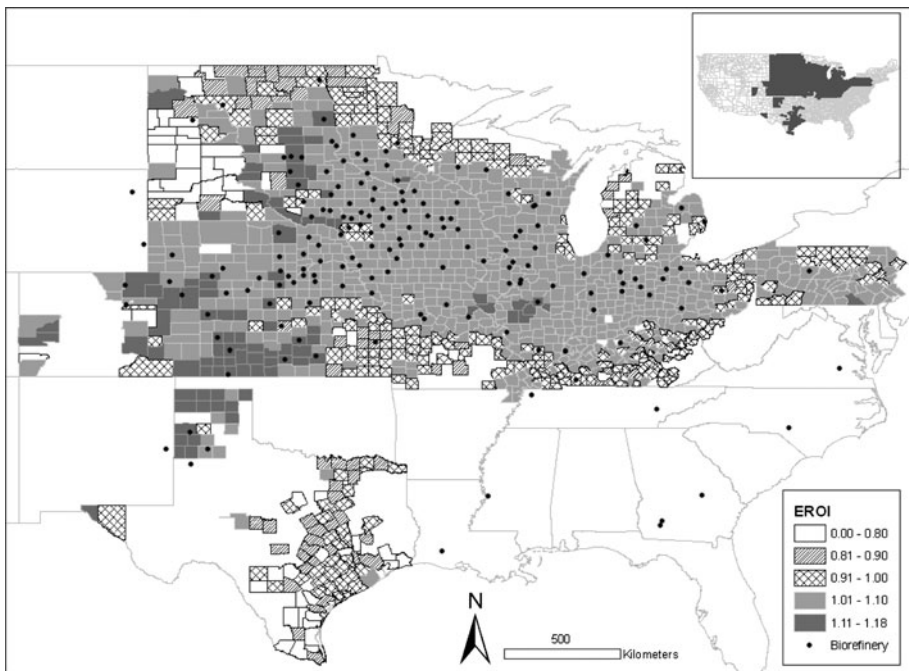 N
500
Kilometers
EROI
0.00 - 0.80
0.81 - 0.90
0.91 - 1.00
1.01 - 1.10
1.11 - 1.18
Biorefinery